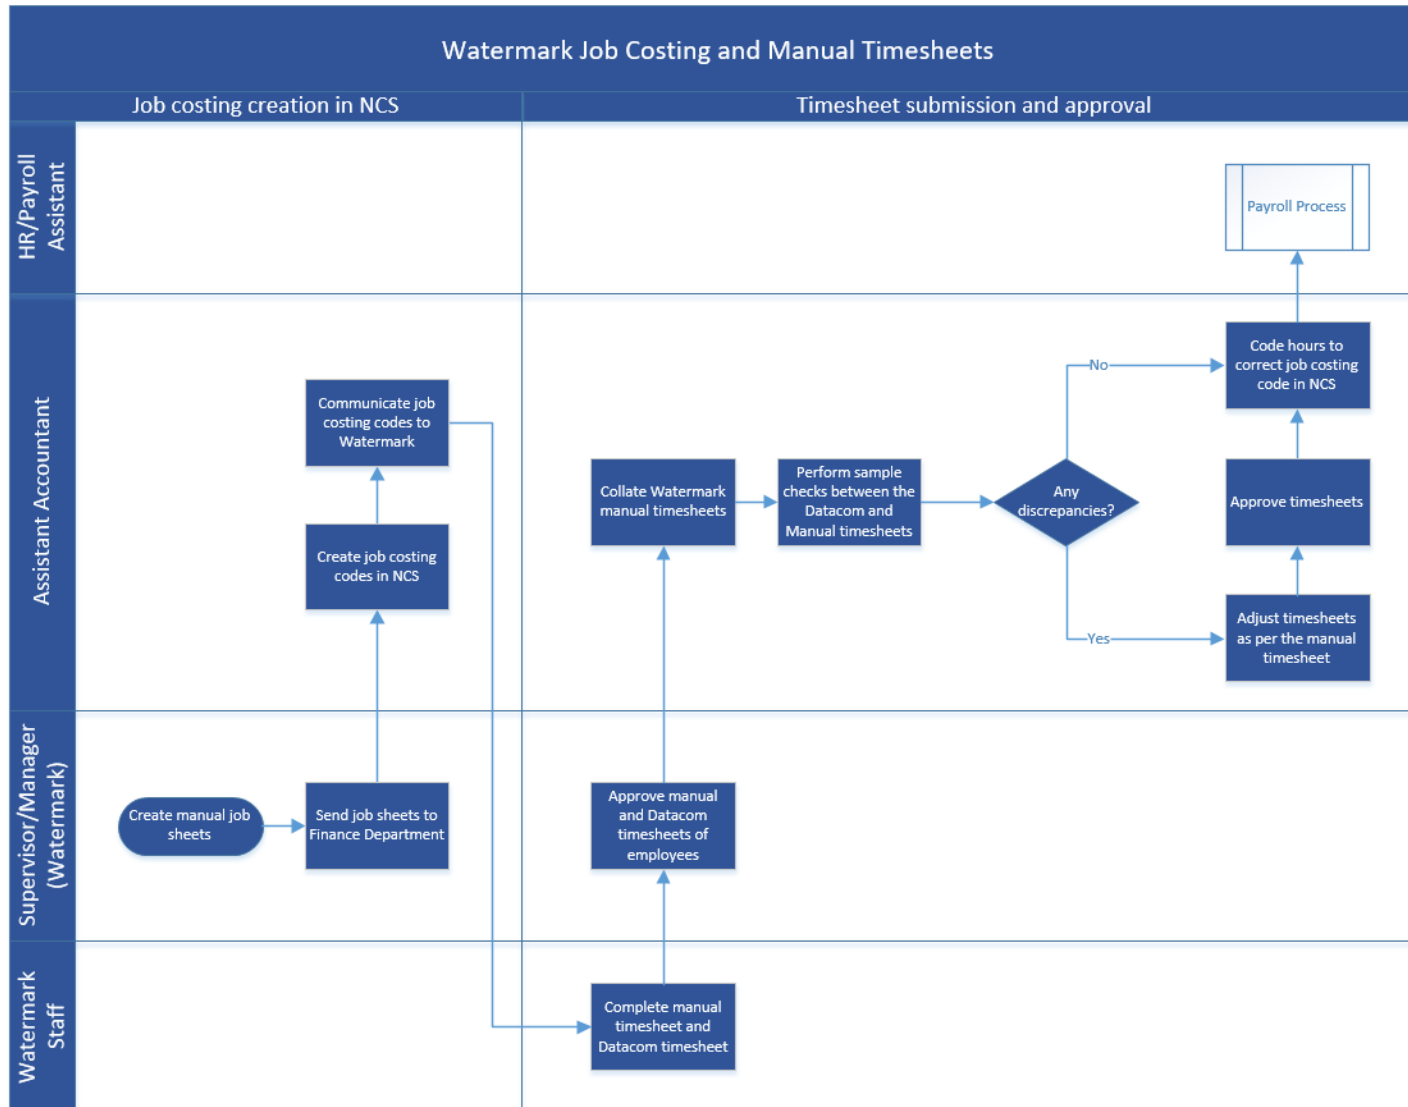 Watermark Job Costing and Manual Timesheets
Job costing creation in NCS
Timesheet submission and approval
HR/Payroll
Assistant
Payroll Process
Assistant Accountant
Communicate job
costing codes to
Watermark
Create job costing
codes in NCS
Collate Watermark
manual timesheets
Perform sample
checks between the
Datacom and
Manual timesheets
Any
discrepancies?
No
Yes
Code hours to
correct job costing
code in NCS
Approve timesheets
Adjust timesheets
as per the manual
timesheet
Supervisor/Manager
(Watermark)
Create manual job
sheets
Send job sheets to
Finance Department
Approve manual
and Datacom
timesheets of
employees
Watermark
Staff
Complete manual
timesheet and
Datacom timesheet